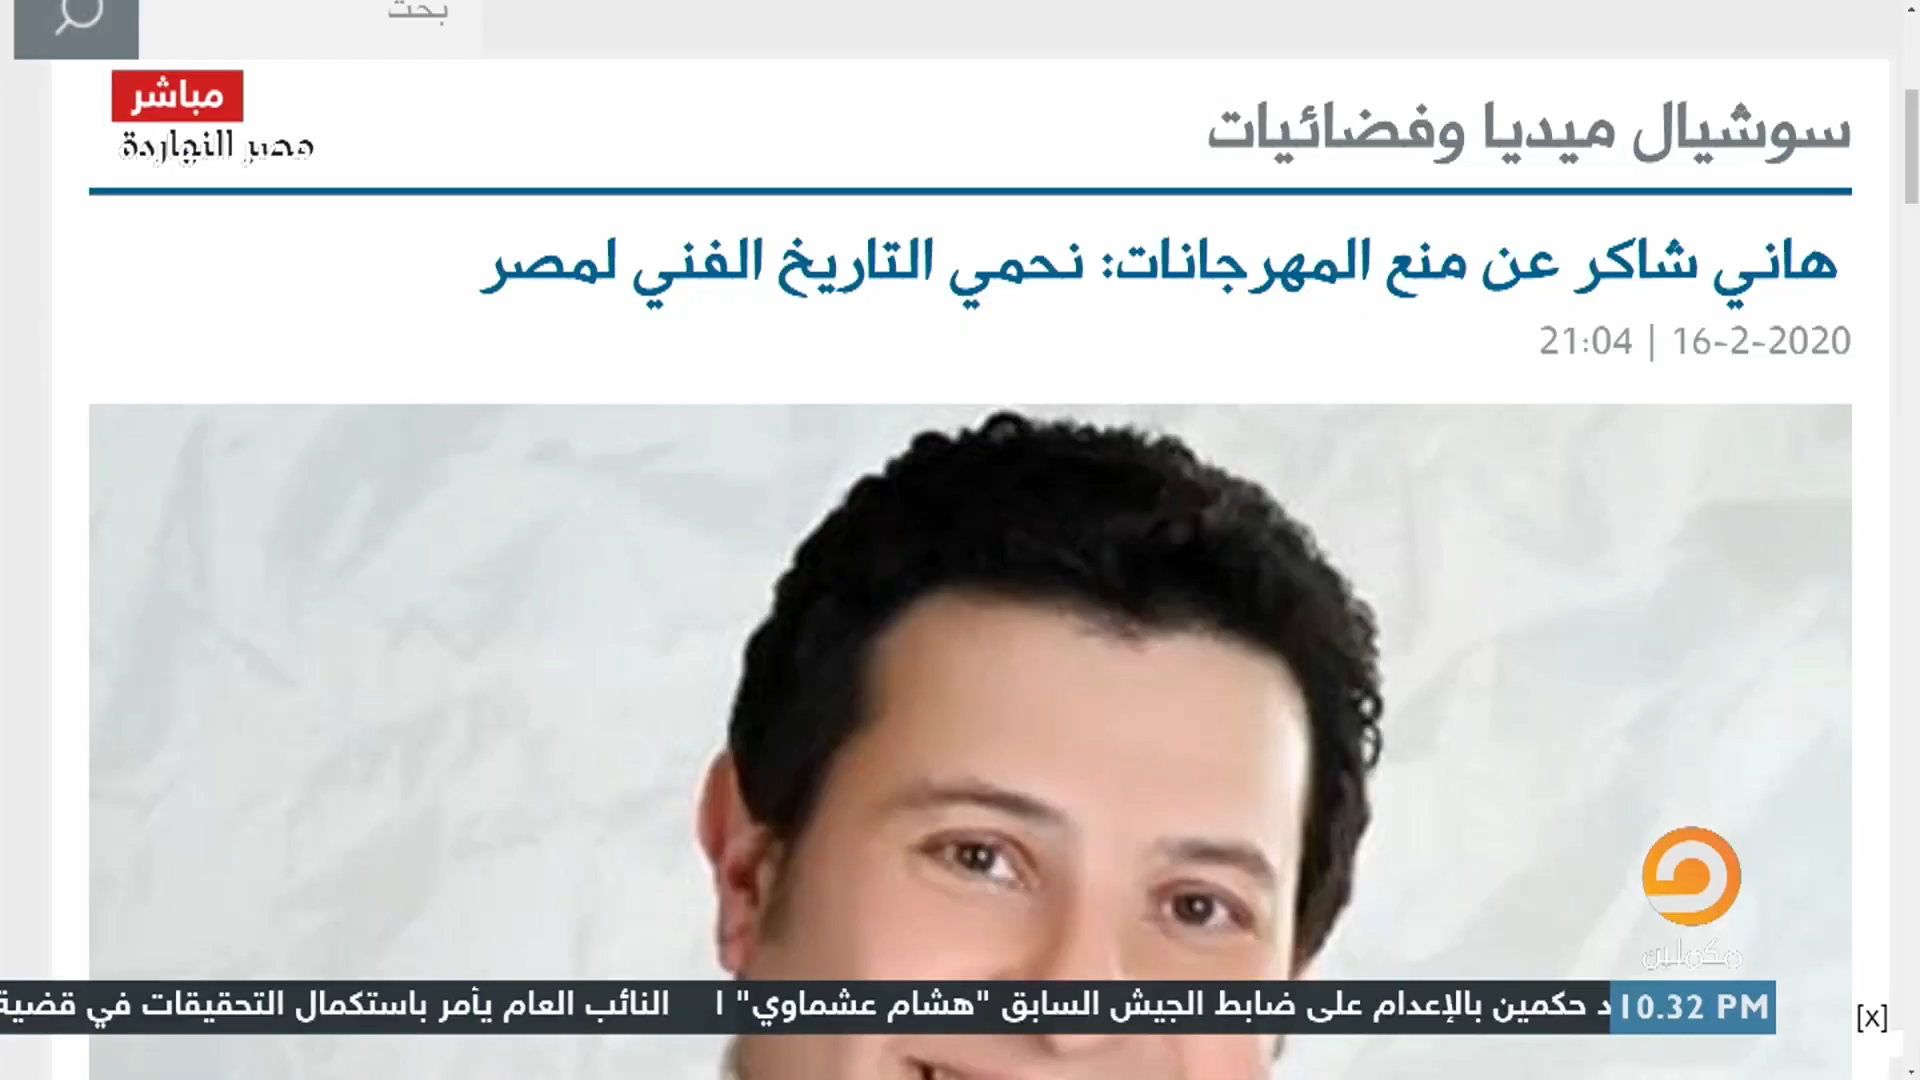 بحث
مباشر
مصر النهاردة
سوشيال ميديا وفضائيات
هاني شاكر عن منع المهرجانات: نحمي التاريخ الفني لمصر
21:04 | 16-2-2020
مكملين
د حكمين بالإعدام على ضابط الجيش السابق "هشام عشماوي" ا النائب العام يأمر باستكمال التحقيقات في قضية
10.32 PM
[x]